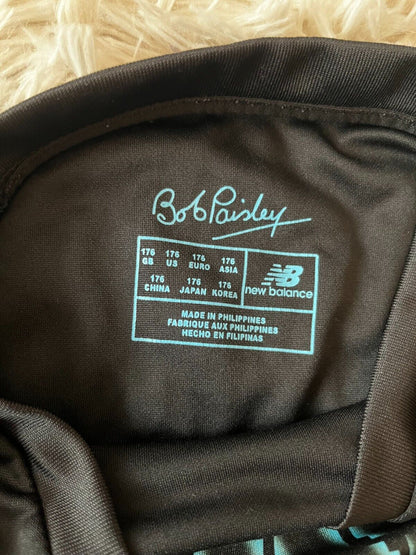 Bob Paisley
176 176 176 176
GB US EURO ASIA
176 176 176
CHINA JAPAN KOREA
NB
new balance
MADE IN PHILIPPINES
FABRIQUE AUX PHILIPPINES
HECHO EN FILIPINAS